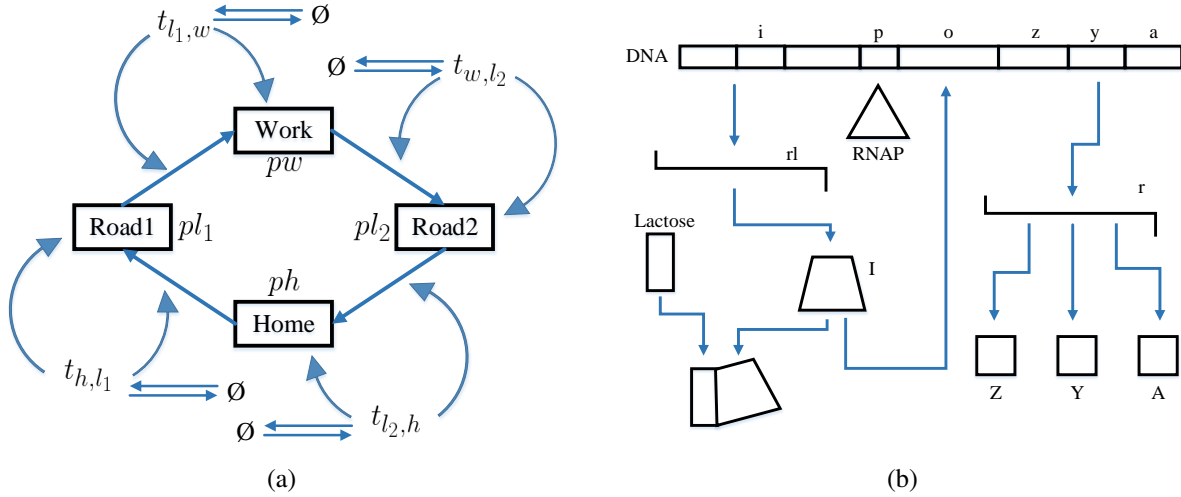 t_{l_1,w} ∅
∅ t_{w,l_2}
Work
pw
Road1 pl_1
pl_2 Road2
ph
Home
t_{h,l_1} ∅
∅ t_{l_2,h}
(a)
i p o z y a
DNA
RNAP
rl
r
Lactose
I
Z Y A
(b)